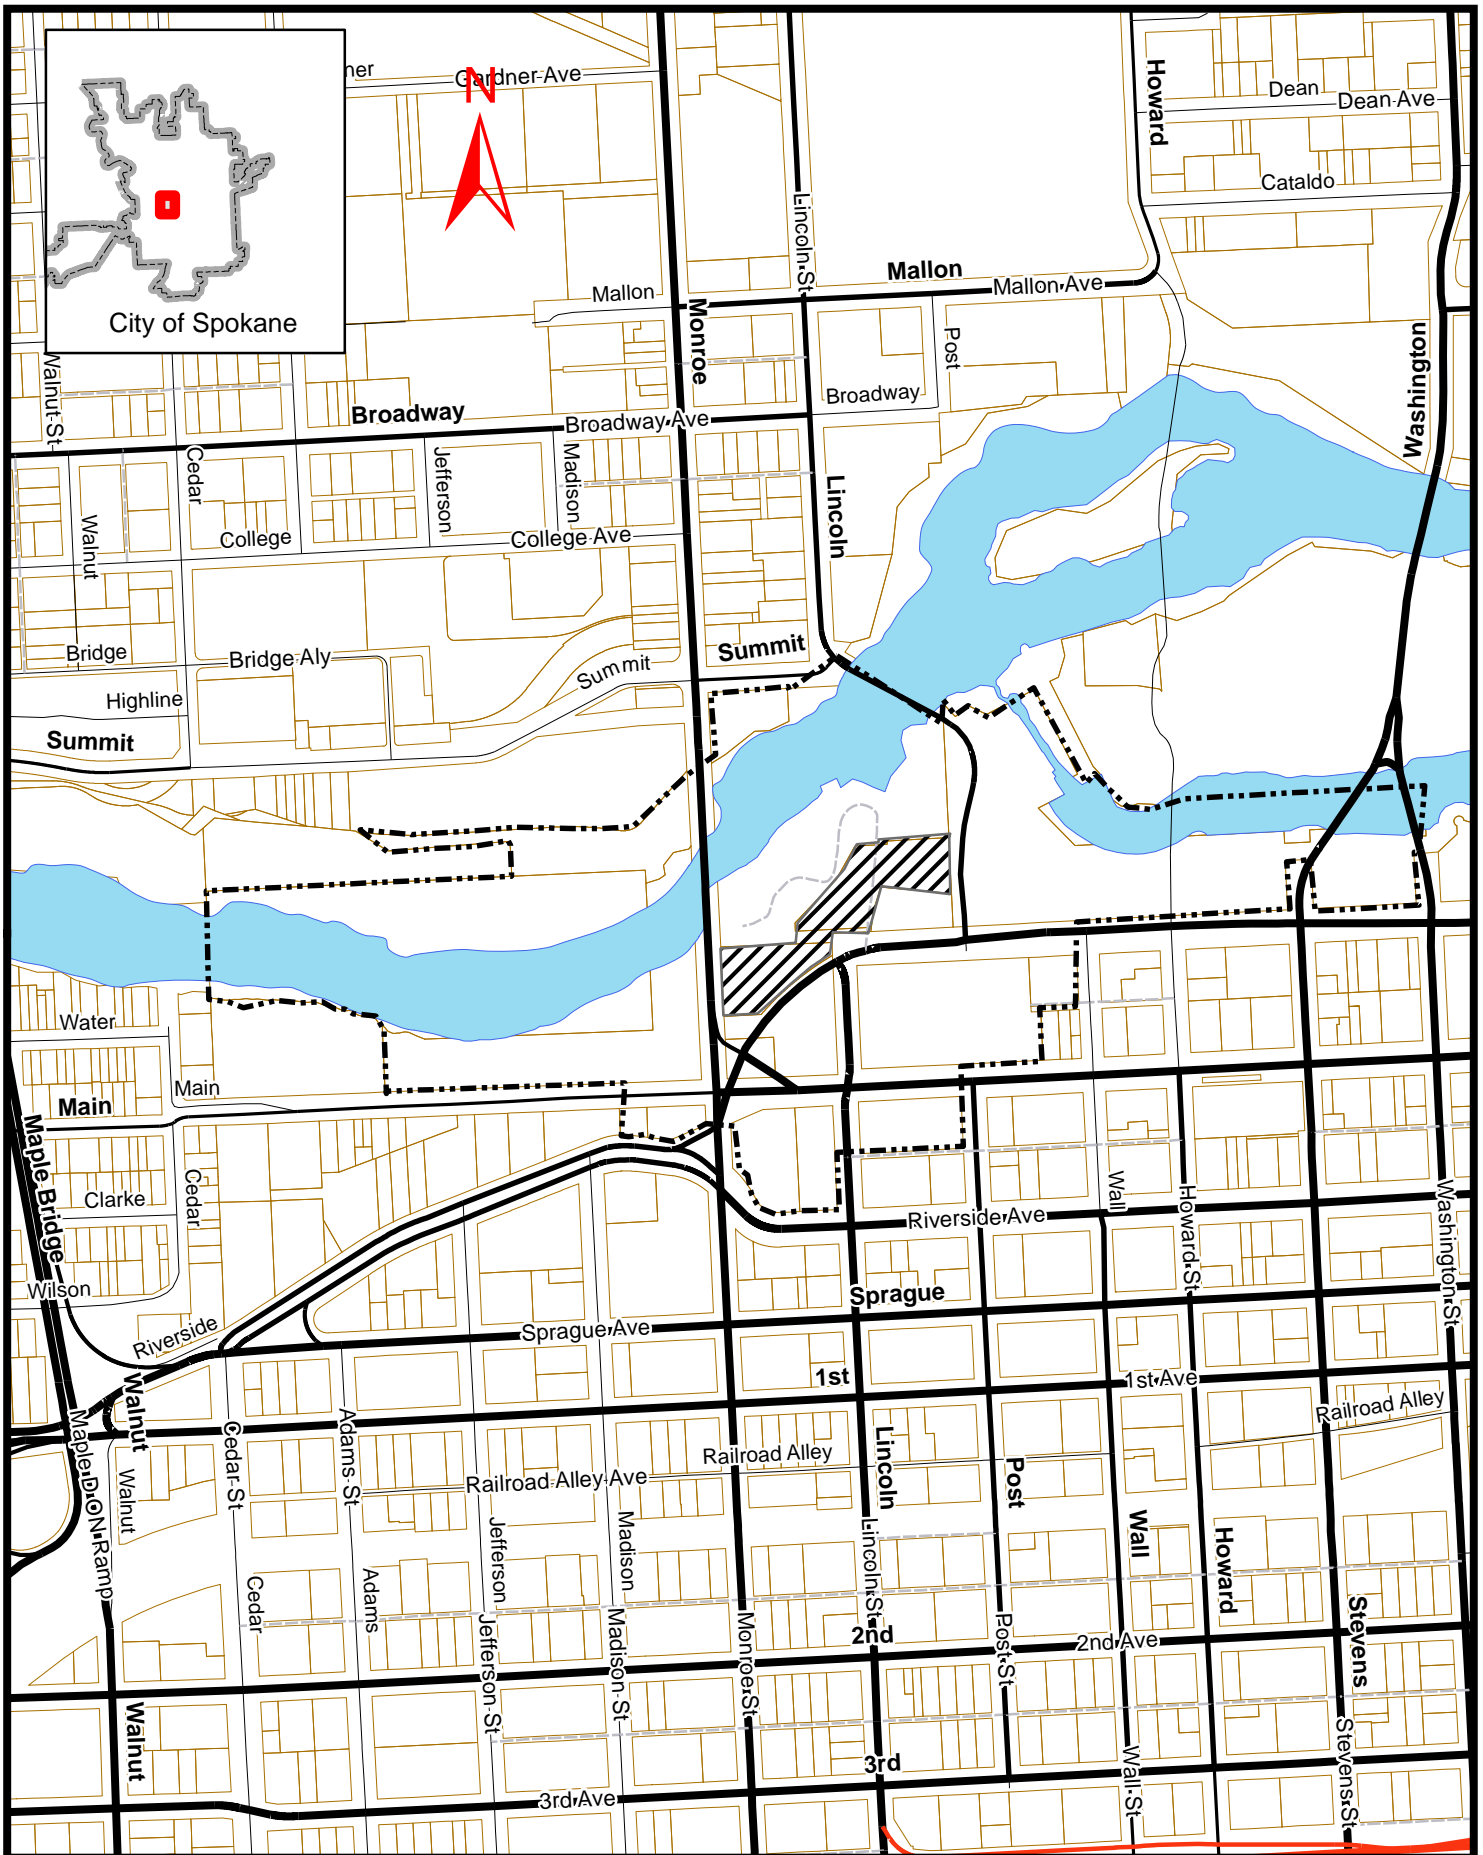 ner
Gardner Ave
N
Howard
Dean
Dean Ave
Cataldo
City of Spokane
Lincoln St
Mallon
Mallon
Mallon Ave
Monroe
Post
Washington
Walnut St
Broadway
Broadway Ave
Broadway
Cedar
Jefferson
Madison
Lincoln
Walnut
College
College Ave
Bridge
Bridge Aly
Summit
Summit
Highline
Summit
Water
Main
Main
Maple Bridge
Clarke
Cedar
Wall
Howard St
Washington St
Riverside Ave
Wilson
Sprague
Riverside
Sprague Ave
1st
1st Ave
Walnut
Railroad Alley
Maple D ON Ramp
Cedar St
Adams St
Lincoln
Railroad Alley
Post
Railroad Alley Ave
Walnut
Jefferson
Madison
Lincoln St
Wall
Howard
Cedar
Adams
Stevens
Jefferson St
Madison St
Monroe St
2nd
Post St
2nd Ave
Walnut
3rd
Wall St
Stevens St
3rd Ave